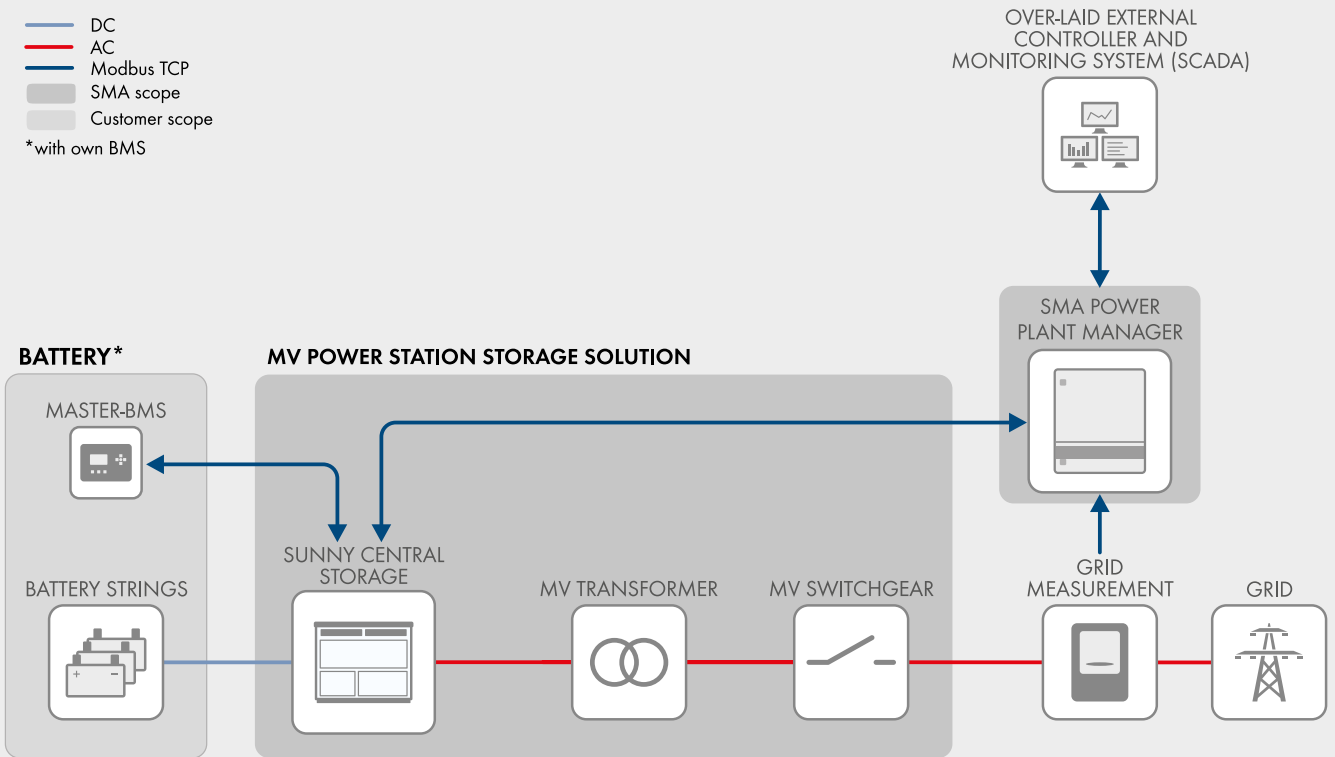 DC
AC
Modbus TCP
SMA scope
Customer scope
*with own BMS
OVER-LAID EXTERNAL
CONTROLLER AND
MONITORING SYSTEM (SCADA)
SMA POWER
PLANT MANAGER
BATTERY*
MV POWER STATION STORAGE SOLUTION
MASTER-BMS
SUNNY CENTRAL
STORAGE
BATTERY STRINGS
MV TRANSFORMER
MV SWITCHGEAR
GRID
MEASUREMENT
GRID